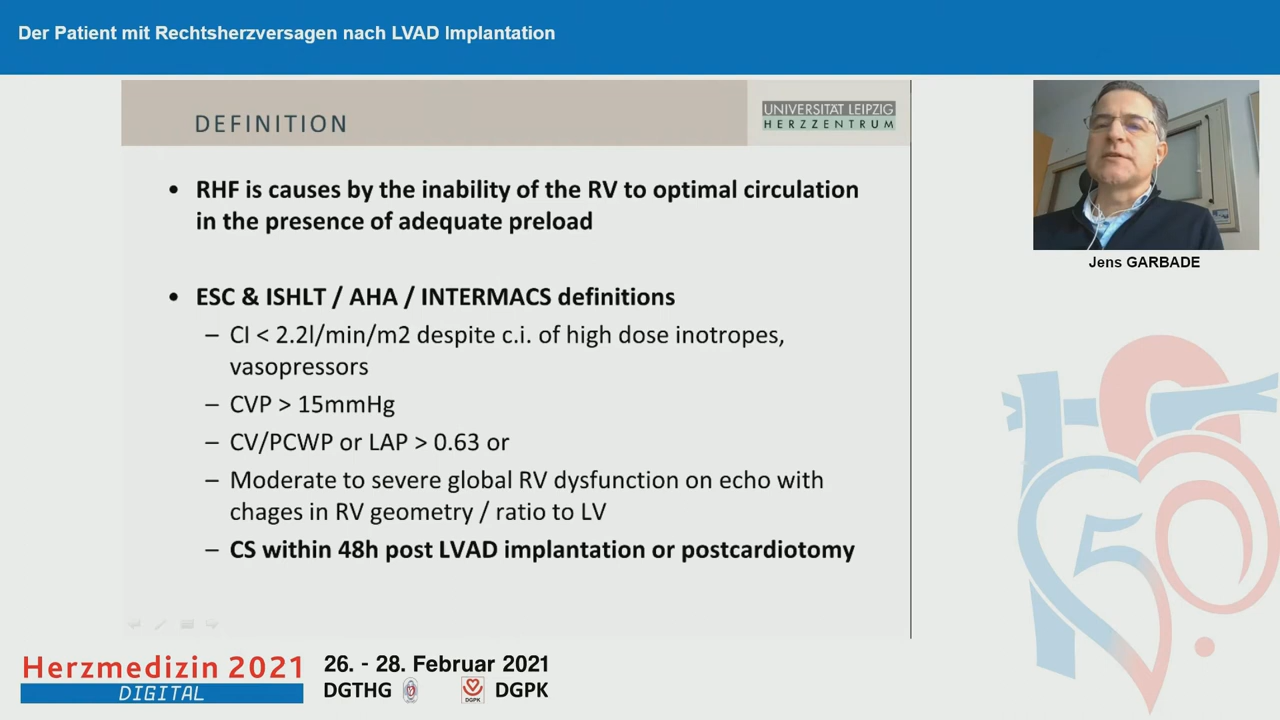 Der Patient mit Rechtsherzversagen nach LVAD Implantation
DEFINITION
UNIVERSITÄT LEIPZIG
HERZZENTRUM
• RHF is causes by the inability of the RV to optimal circulation
in the presence of adequate preload
• ESC & ISHLT / AHA / INTERMACS definitions
– CI < 2.2l/min/m2 despite c.i. of high dose inotropes,
vasopressors
– CVP > 15mmHg
– CV/PCWP or LAP > 0.63 or
– Moderate to severe global RV dysfunction on echo with
chages in RV geometry / ratio to LV
– CS within 48h post LVAD implantation or postcardiotomy
Jens GARBADE
50
Herzmedizin 2021
DIGITAL
26. - 28. Februar 2021
DGTHG DGPK DGPK